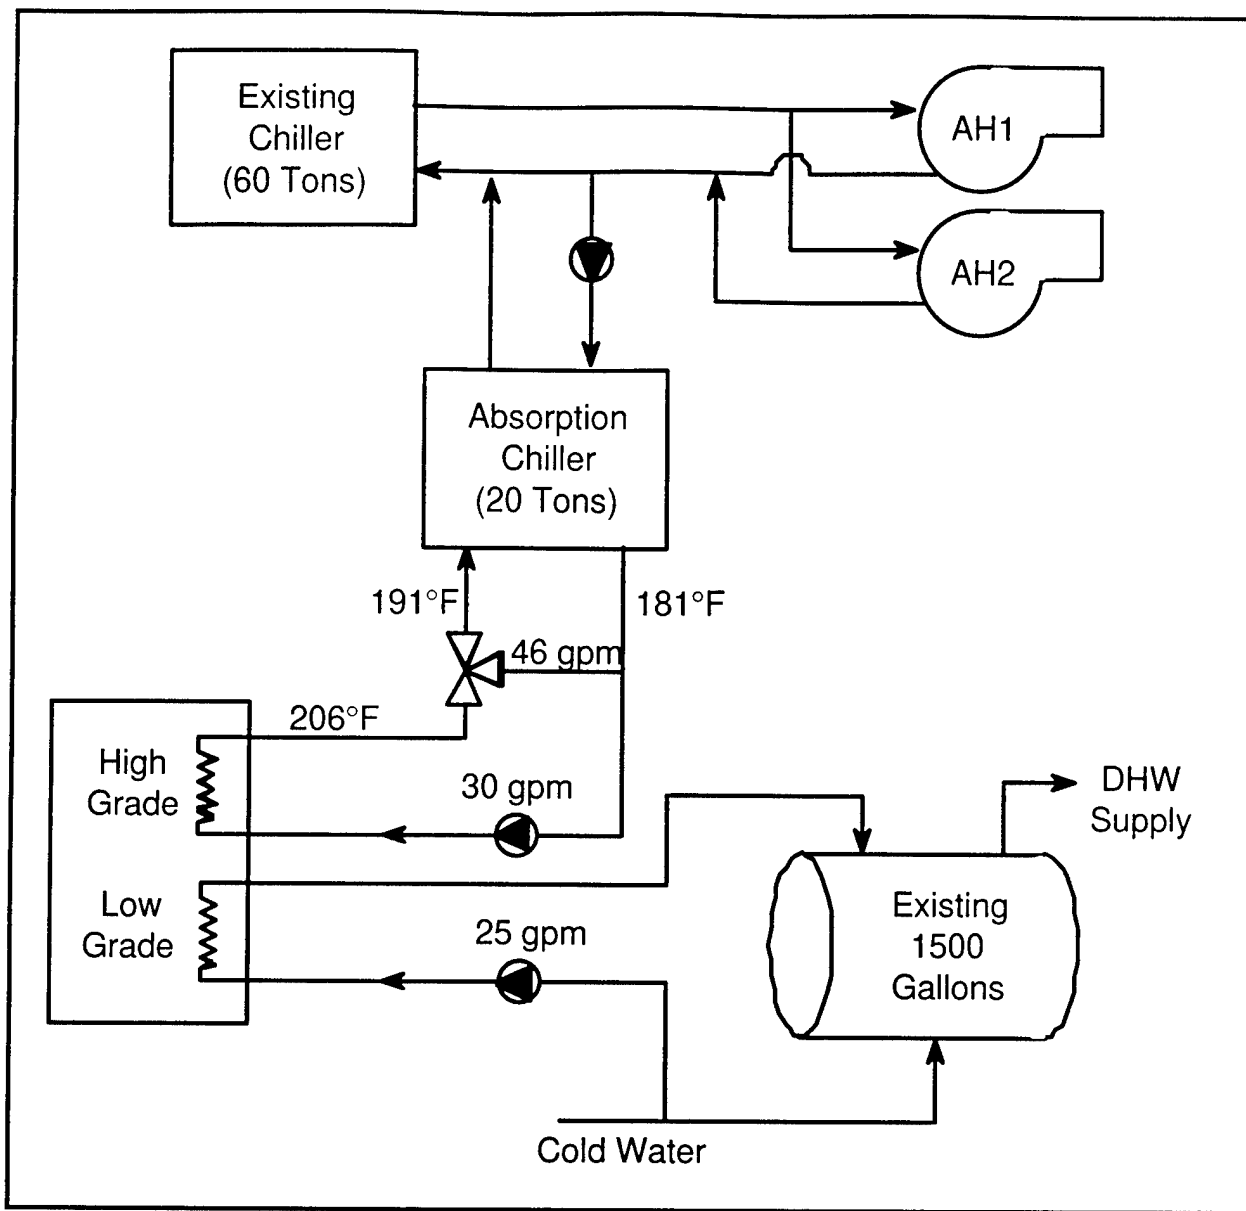 Existing
Chiller
(60 Tons)
AH1
AH2
Absorption
Chiller
(20 Tons)
191°F
181°F
46 gpm
206°F
High
Grade
30 gpm
DHW
Supply
Low
Grade
25 gpm
Existing
1500
Gallons
Cold Water